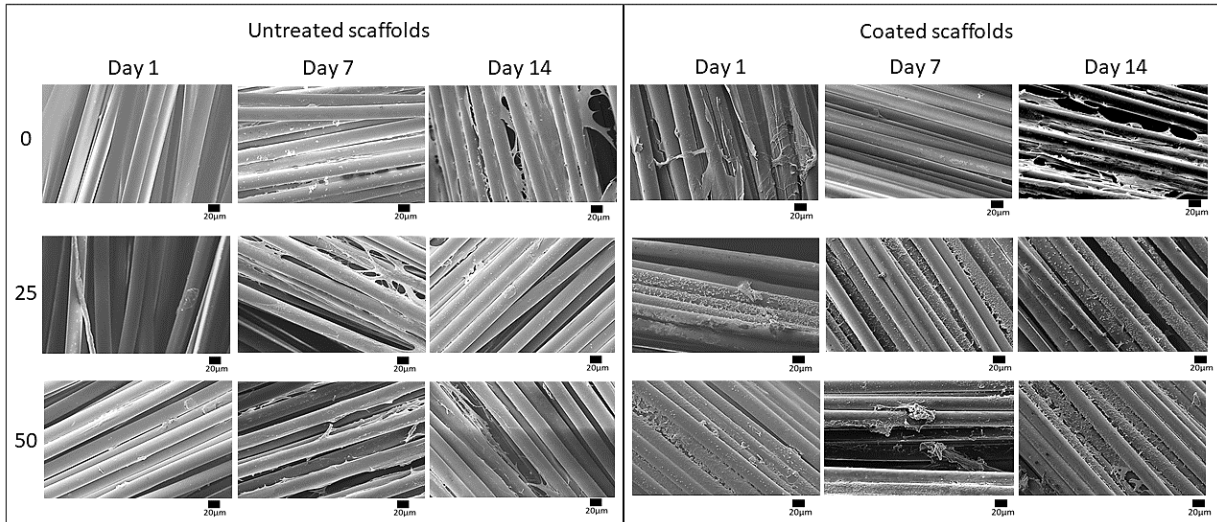 Untreated scaffolds
Coated scaffolds
Day 1 Day 7 Day 14 Day 1 Day 7 Day 14
0
20µm 20µm 20µm 20µm 20µm 20µm
25
20µm 20µm 20µm 20µm 20µm 20µm
50
20µm 20µm 20µm 20µm 20µm 20µm